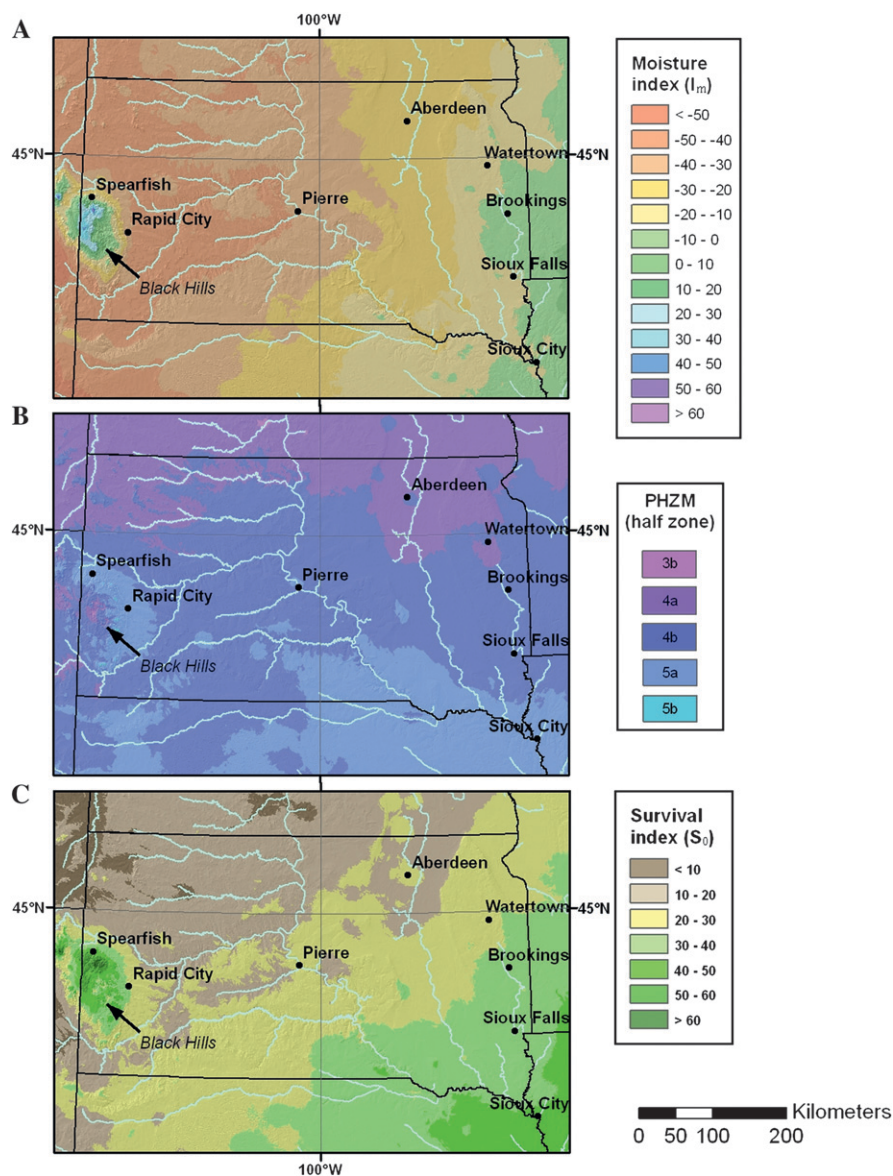 100°W
A
45°N
Aberdeen
Watertown
45°N
Spearfish
Pierre
Brookings
Rapid City
Sioux Falls
Black Hills
Sioux City
Moisture
index (Im)
< -50
-50 - -40
-40 - -30
-30 - -20
-20 - -10
-10 - 0
0 - 10
10 - 20
20 - 30
30 - 40
40 - 50
50 - 60
> 60
B
45°N
Aberdeen
Watertown
45°N
Spearfish
Pierre
Brookings
Rapid City
Sioux Falls
Black Hills
Sioux City
PHZM
(half zone)
3b
4a
4b
5a
5b
C
45°N
Aberdeen
Watertown
45°N
Spearfish
Pierre
Brookings
Rapid City
Sioux Falls
Black Hills
Sioux City
100°W
Survival
index (S0)
< 10
10 - 20
20 - 30
30 - 40
40 - 50
50 - 60
> 60
Kilometers
0 50 100 200